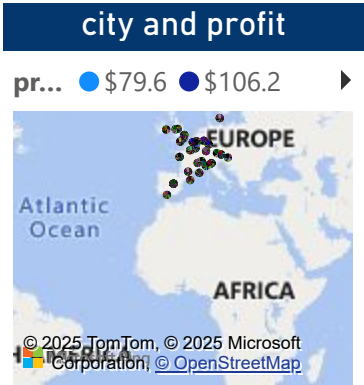 city and profit
pr... $79.6 $106.2
EUROPE
Atlantic
Ocean
AFRICA
© 2025 TomTom, © 2025 Microsoft
Corporation, © OpenStreetMap